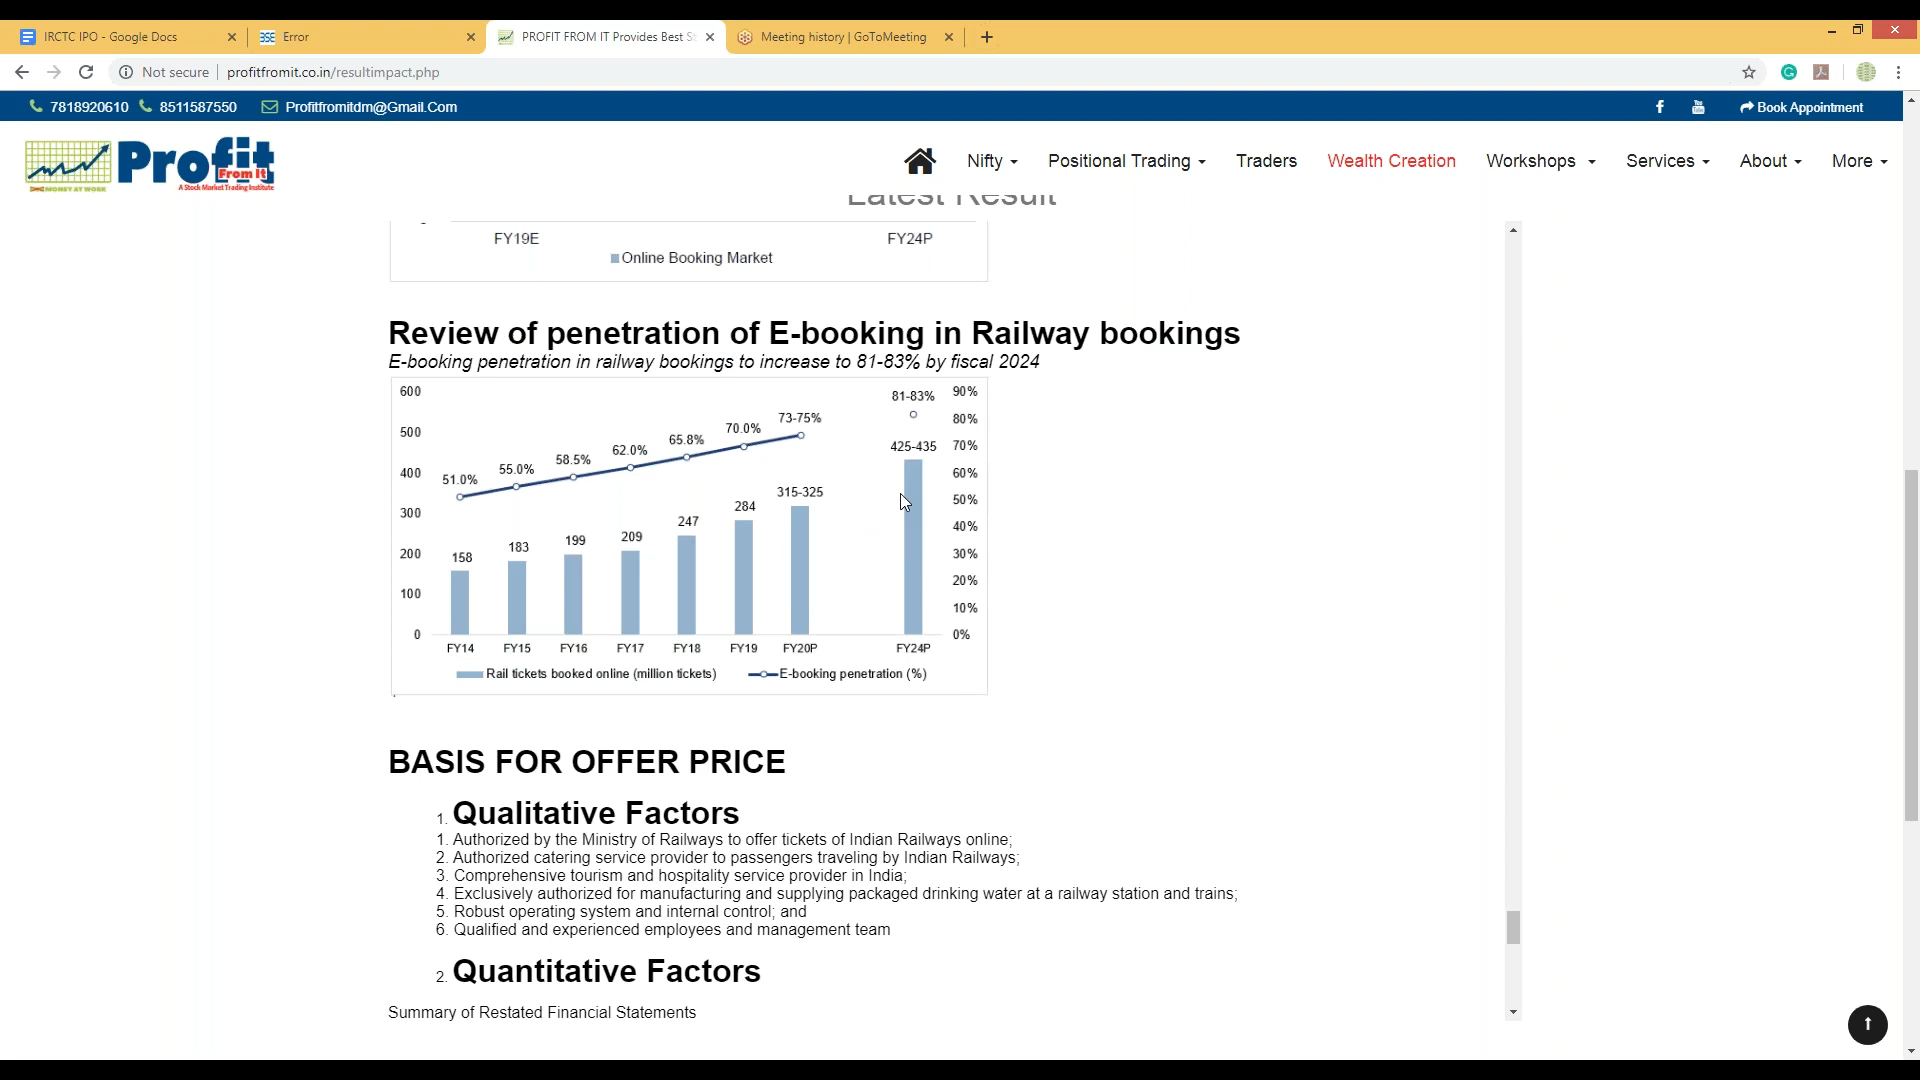 IRCTC IPO - Google Docs
Error
PROFIT FROM IT Provides Best S
Meeting history | GoToMeeting
Not secure
profitfromit.co.in/resultimpact.php
7818920610
8511587550
Profitfromitdm@Gmail.Com
Book Appointment
Profit
From It
A Stock Market Trading Institute
MONEY AT WORK
Nifty
Positional Trading
Traders
Wealth Creation
Workshops
Services
About
More
Latest Result
FY19E
FY24P
Online Booking Market
Review of penetration of E-booking in Railway bookings
E-booking penetration in railway bookings to increase to 81-83% by fiscal 2024
600
500
400
300
200
100
0
90%
80%
70%
60%
50%
40%
30%
20%
10%
0%
51.0%
55.0%
58.5%
62.0%
65.8%
70.0%
73-75%
81-83%
158
183
199
209
247
284
315-325
425-435
FY14
FY15
FY16
FY17
FY18
FY19
FY20P
FY24P
Rail tickets booked online (million tickets)
E-booking penetration (%)
BASIS FOR OFFER PRICE
1. Qualitative Factors
1. Authorized by the Ministry of Railways to offer tickets of Indian Railways online;
2. Authorized catering service provider to passengers traveling by Indian Railways;
3. Comprehensive tourism and hospitality service provider in India;
4. Exclusively authorized for manufacturing and supplying packaged drinking water at a railway station and trains;
5. Robust operating system and internal control; and
6. Qualified and experienced employees and management team
2. Quantitative Factors
Summary of Restated Financial Statements